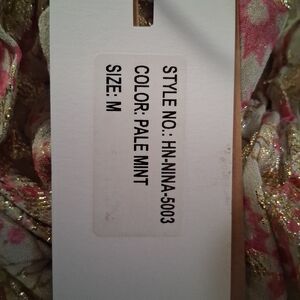 STYLE NO.: HN-NINA-5003
COLOR: PALE MINT
SIZE: M